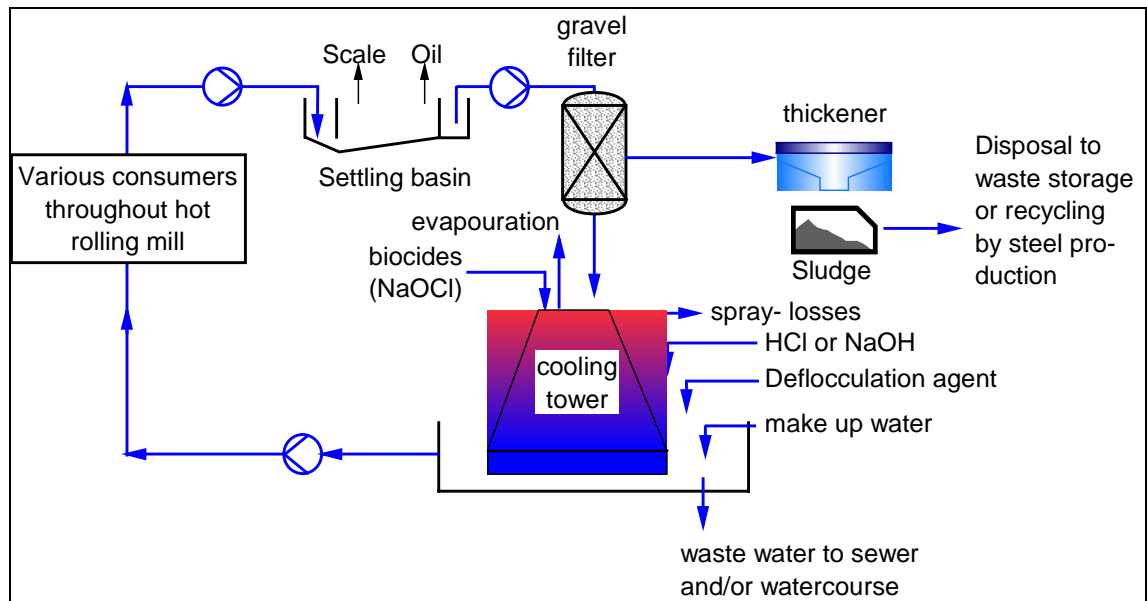 gravel
filter
Scale
Oil
thickener
Various consumers
throughout hot
rolling mill
Settling basin
Disposal to
waste storage
or recycling
by steel pro-
duction
evapouration
biocides
(NaOCl)
Sludge
spray- losses
HCl or NaOH
cooling
tower
Deflocculation agent
make up water
waste water to sewer
and/or watercourse